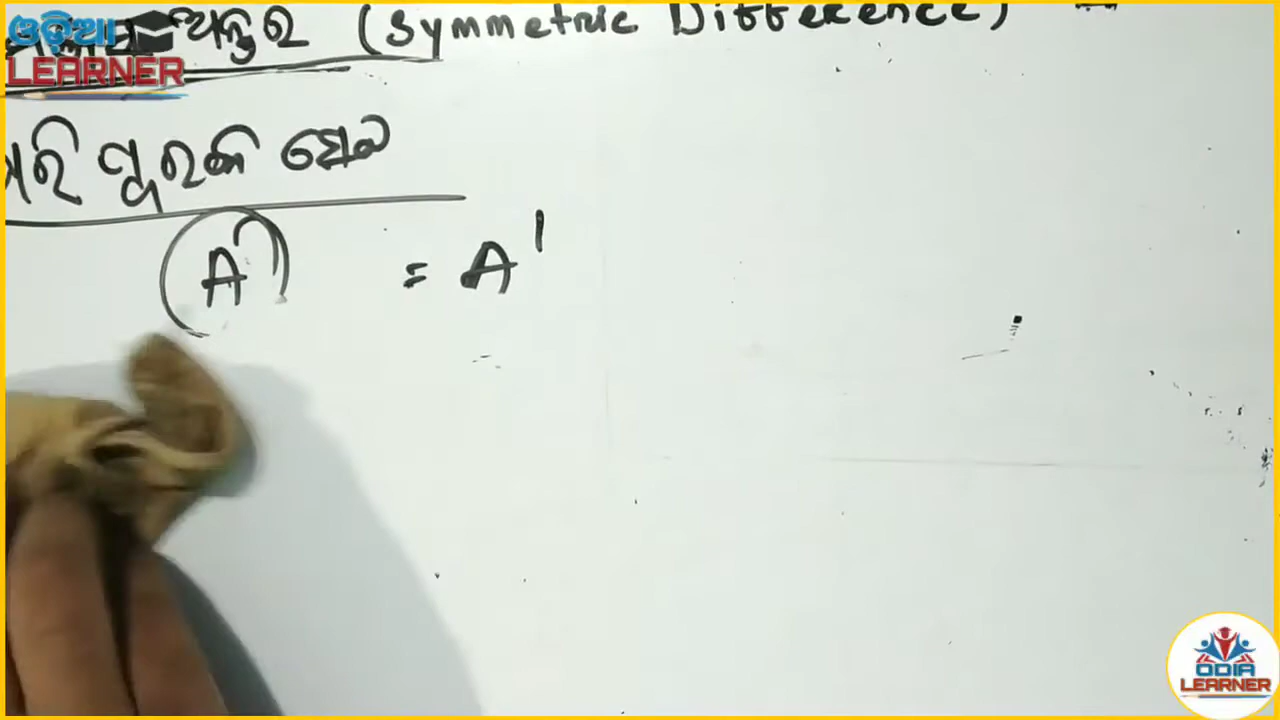 ଅନ୍ତର (Symmetric Difference)
ପରି ପୂରକ ସେଟ
A' = A'
ଓଡ଼ିଆ
LEARNER
ODIA
LEARNER